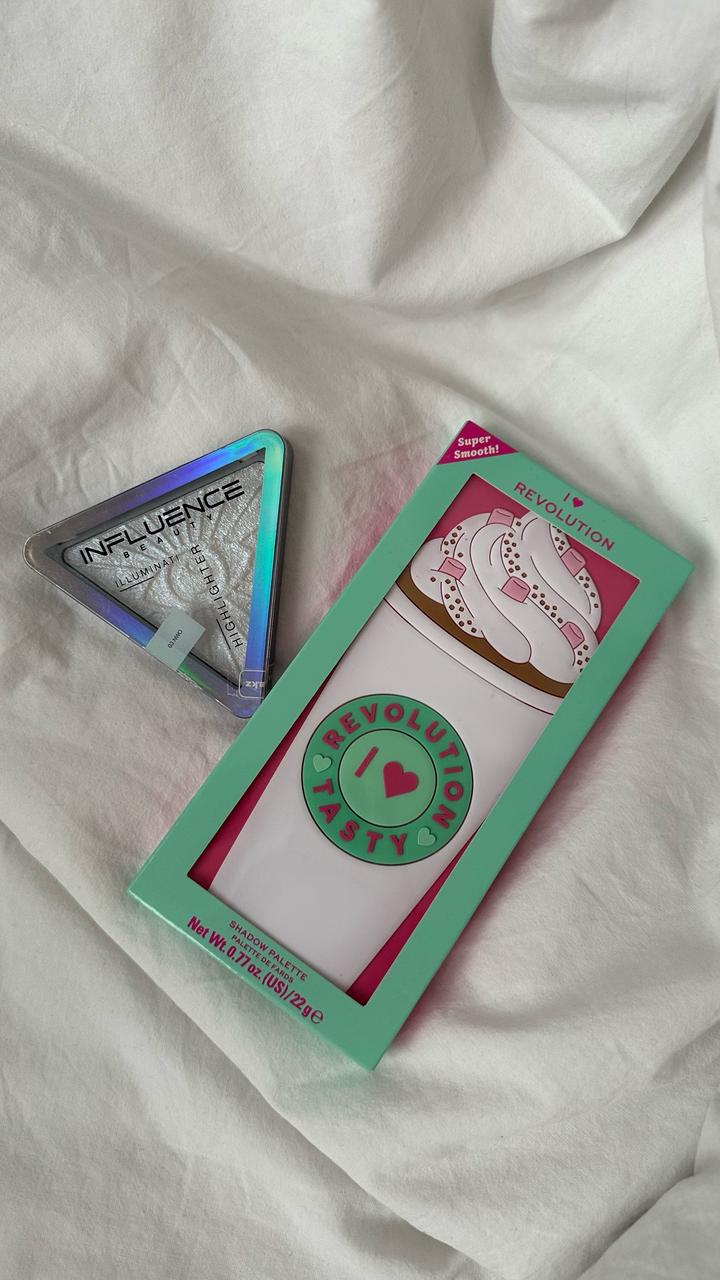 INFLUENCE
BEAUTY
ILLUMINATI
HIGHLIGHTER
Super
Smooth!
I ♥
REVOLUTION
REVOLUTION
I ♥
TASTY
SHADOW PALETTE
PALETTE DE FARDS
Net Wt. 0.77 oz. (US)/22g℮